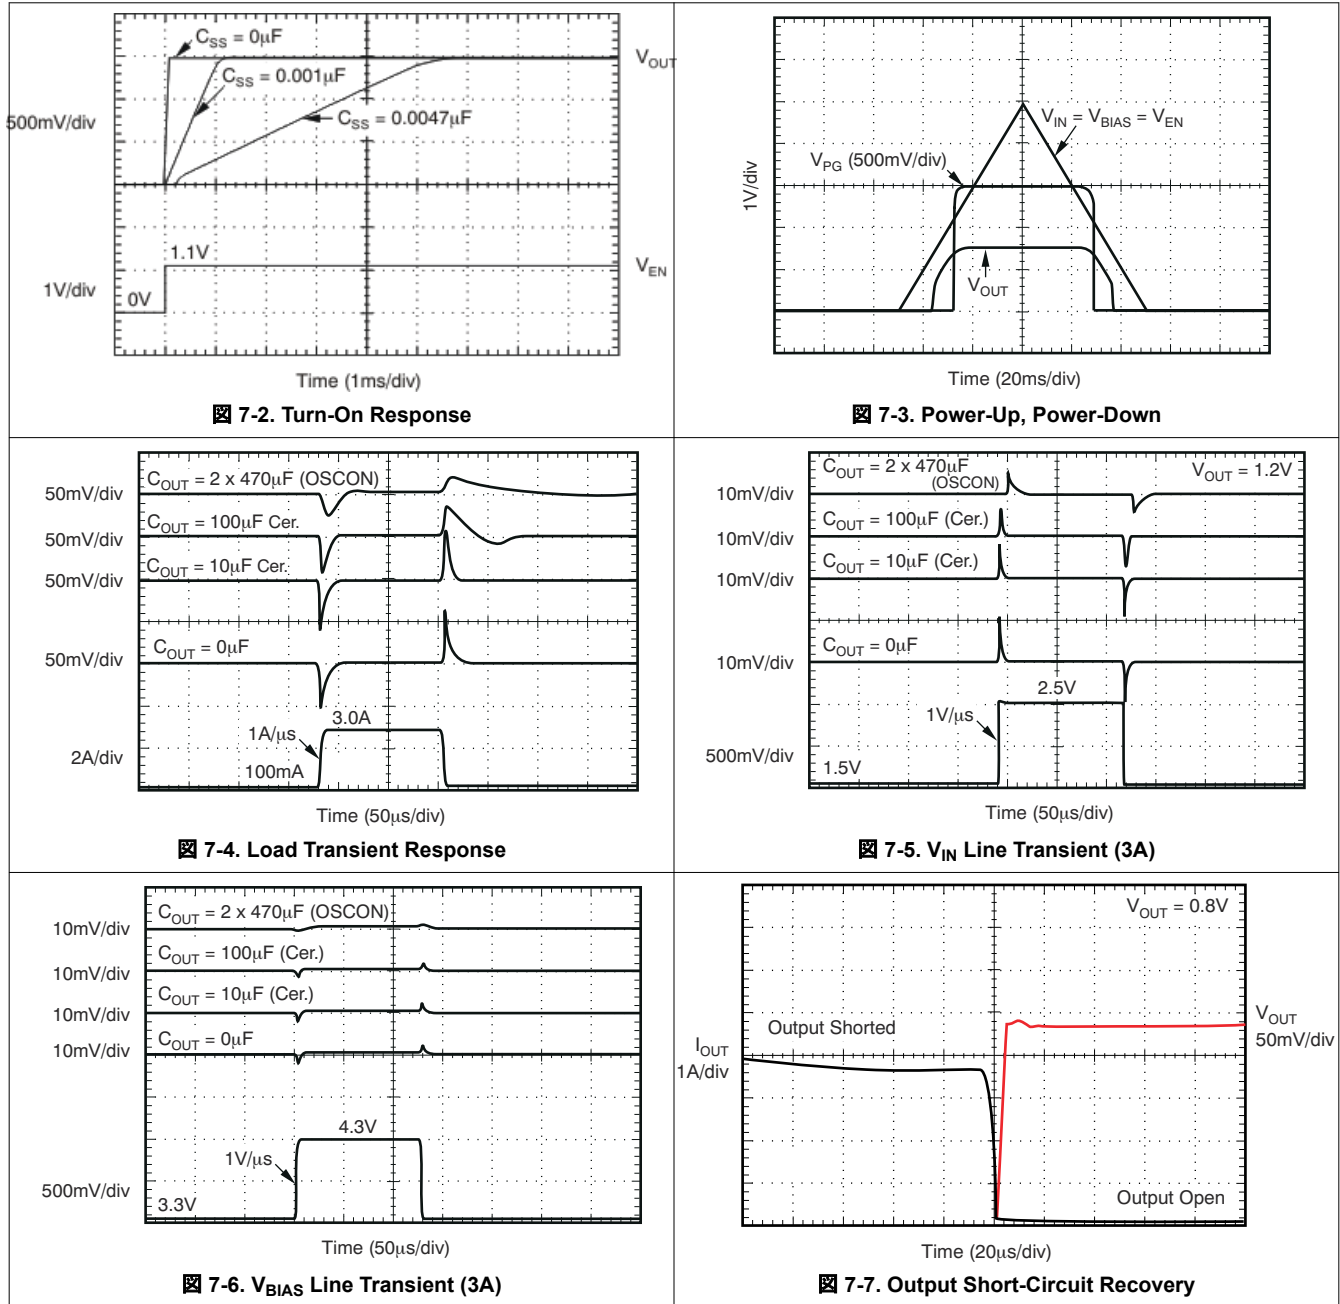 C_SS = 0μF
V_OUT
C_SS = 0.001μF
500mV/div
C_SS = 0.0047μF
1.1V
V_EN
1V/div
0V
Time (1ms/div)
図 7-2. Turn-On Response
V_IN = V_BIAS = V_EN
V_PG (500mV/div)
1V/div
V_OUT
Time (20ms/div)
図 7-3. Power-Up, Power-Down
C_OUT = 2 x 470μF (OSCON)
50mV/div
C_OUT = 100μF Cer.
50mV/div
C_OUT = 10μF Cer.
50mV/div
C_OUT = 0μF
50mV/div
3.0A
1A/μs
2A/div
100mA
Time (50μs/div)
図 7-4. Load Transient Response
C_OUT = 2 x 470μF
(OSCON)
V_OUT = 1.2V
10mV/div
C_OUT = 100μF (Cer.)
10mV/div
C_OUT = 10μF (Cer.)
10mV/div
C_OUT = 0μF
10mV/div
2.5V
1V/μs
500mV/div
1.5V
Time (50μs/div)
図 7-5. V_IN Line Transient (3A)
C_OUT = 2 x 470μF (OSCON)
10mV/div
C_OUT = 100μF (Cer.)
10mV/div
C_OUT = 10μF (Cer.)
10mV/div
C_OUT = 0μF
10mV/div
4.3V
1V/μs
500mV/div
3.3V
Time (50μs/div)
図 7-6. V_BIAS Line Transient (3A)
V_OUT = 0.8V
Output Shorted
V_OUT
50mV/div
I_OUT
1A/div
Output Open
Time (20μs/div)
図 7-7. Output Short-Circuit Recovery